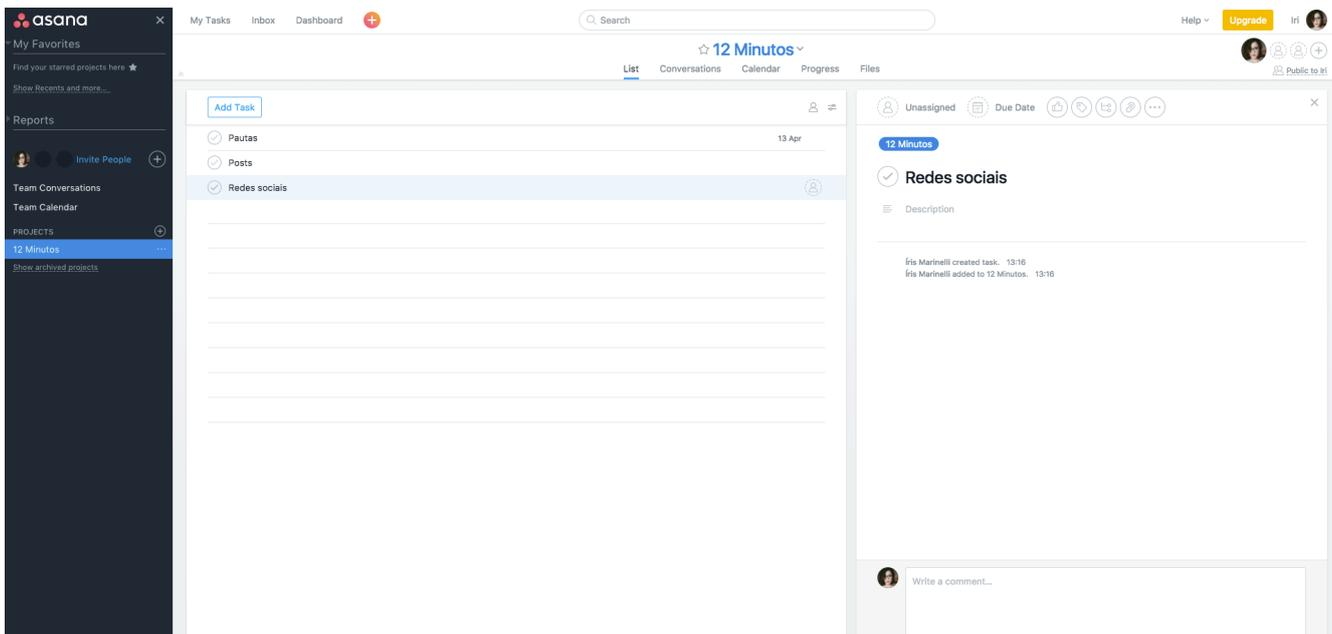 asana
My Tasks Inbox Dashboard Search Help Upgrade Iri
My Favorites
Find your starred projects here
Show Recents and more...
Reports
Invite People
Team Conversations
Team Calendar
PROJECTS
12 Minutos
Show archived projects
12 Minutos
List Conversations Calendar Progress Files
Public to Iri
Add Task
Pautas 13 Apr
Posts
Redes sociais
Unassigned Due Date
12 Minutos
Redes sociais
Description
Íris Marinelli created task. 13:16
Íris Marinelli added to 12 Minutos. 13:16
Write a comment...